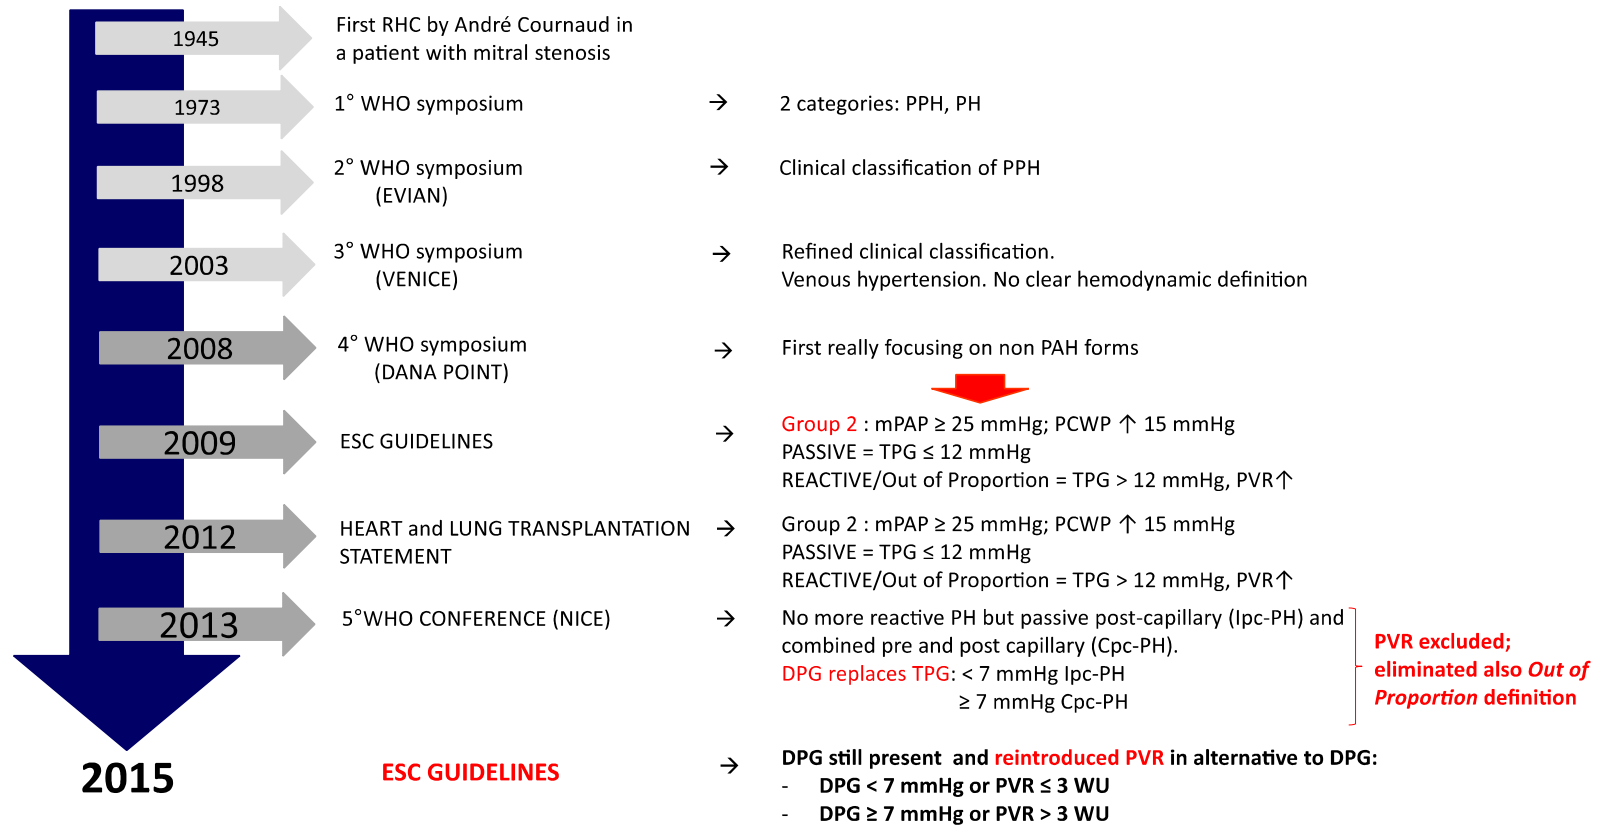 1945
First RHC by André Cournaud in
a patient with mitral stenosis
1973
1° WHO symposium
→
2 categories: PPH, PH
1998
2° WHO symposium
(EVIAN)
→
Clinical classification of PPH
2003
3° WHO symposium
(VENICE)
→
Refined clinical classification.
Venous hypertension. No clear hemodynamic definition
2008
4° WHO symposium
(DANA POINT)
→
First really focusing on non PAH forms
2009
ESC GUIDELINES
→
Group 2 : mPAP ≥ 25 mmHg; PCWP ↑ 15 mmHg
PASSIVE = TPG ≤ 12 mmHg
REACTIVE/Out of Proportion = TPG > 12 mmHg, PVR↑
2012
HEART and LUNG TRANSPLANTATION
STATEMENT
→
Group 2 : mPAP ≥ 25 mmHg; PCWP ↑ 15 mmHg
PASSIVE = TPG ≤ 12 mmHg
REACTIVE/Out of Proportion = TPG > 12 mmHg, PVR↑
2013
5°WHO CONFERENCE (NICE)
→
No more reactive PH but passive post-capillary (Ipc-PH) and
combined pre and post capillary (Cpc-PH).
DPG replaces TPG: < 7 mmHg Ipc-PH
≥ 7 mmHg Cpc-PH
PVR excluded;
eliminated also Out of
Proportion definition
2015
ESC GUIDELINES
→
DPG still present and reintroduced PVR in alternative to DPG:
- DPG < 7 mmHg or PVR ≤ 3 WU
- DPG ≥ 7 mmHg or PVR > 3 WU